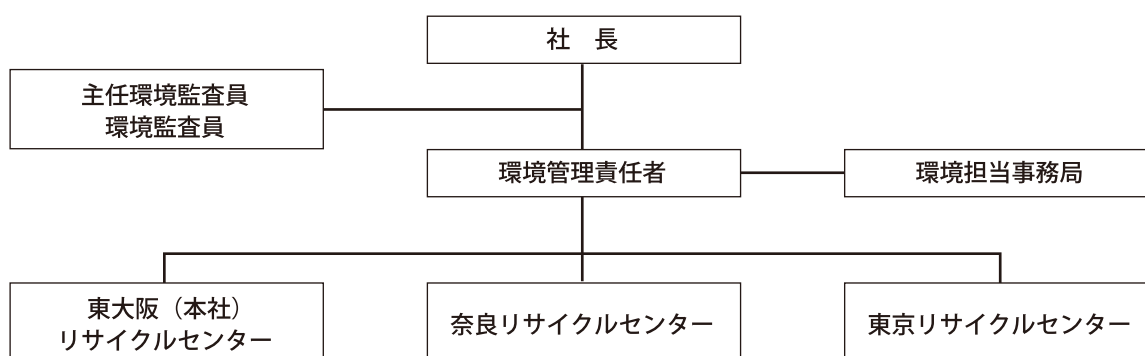 社　長
主任環境監査員
環境監査員
環境管理責任者
環境担当事務局
東大阪（本社）
リサイクルセンター
奈良リサイクルセンター
東京リサイクルセンター